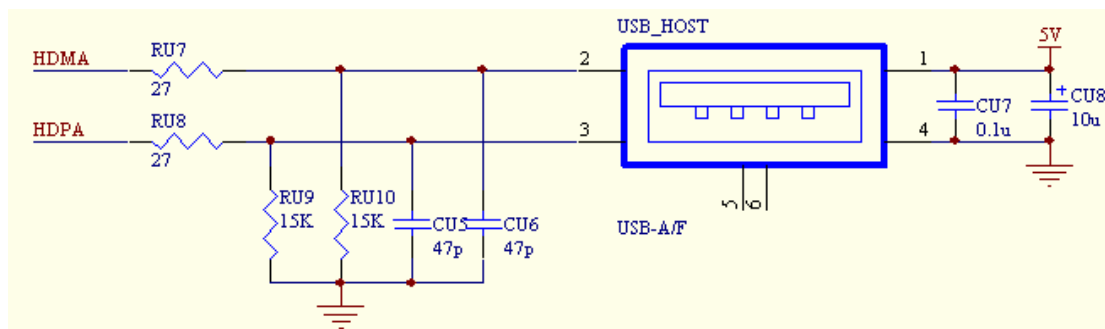 USB_HOST
5V
HDMA
RU7
27
2
1
CU7
0.1u
+
CU8
10u
HDPA
RU8
27
3
4
RU9
15K
RU10
15K
CU5
47p
CU6
47p
5
6
USB-A/F